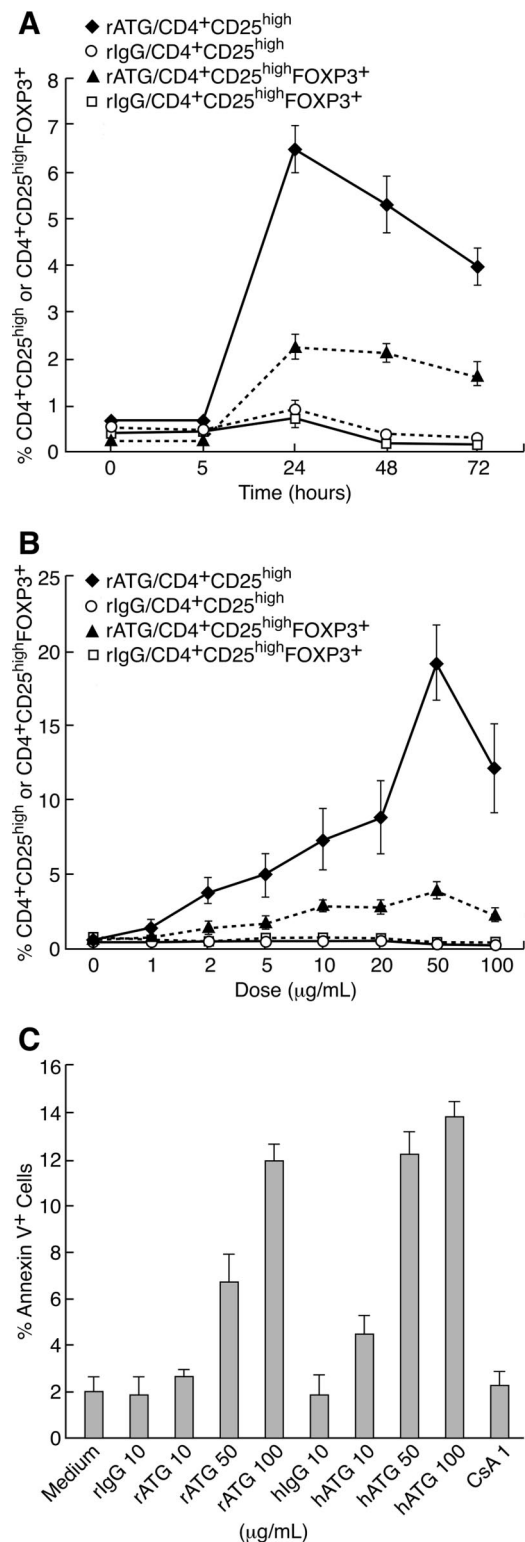 A
rATG/CD4⁺CD25ʰⁱᵍʰ
rIgG/CD4⁺CD25ʰⁱᵍʰ
rATG/CD4⁺CD25ʰⁱᵍʰFOXP3⁺
rIgG/CD4⁺CD25ʰⁱᵍʰFOXP3⁺
% CD4⁺CD25ʰⁱᵍʰ or CD4⁺CD25ʰⁱᵍʰFOXP3⁺
8
7
6
5
4
3
2
1
0
0 5 24 48 72
Time (hours)
B
rATG/CD4⁺CD25ʰⁱᵍʰ
rIgG/CD4⁺CD25ʰⁱᵍʰ
rATG/CD4⁺CD25ʰⁱᵍʰFOXP3⁺
rIgG/CD4⁺CD25ʰⁱᵍʰFOXP3⁺
% CD4⁺CD25ʰⁱᵍʰ or CD4⁺CD25ʰⁱᵍʰFOXP3⁺
25
20
15
10
5
0
0 1 2 5 10 20 50 100
Dose (μg/mL)
C
% Annexin V⁺ Cells
16
14
12
10
8
6
4
2
0
Medium rIgG 10 rATG 10 rATG 50 rATG 100 hIgG 10 hATG 10 hATG 50 hATG 100 CsA 1
(μg/mL)